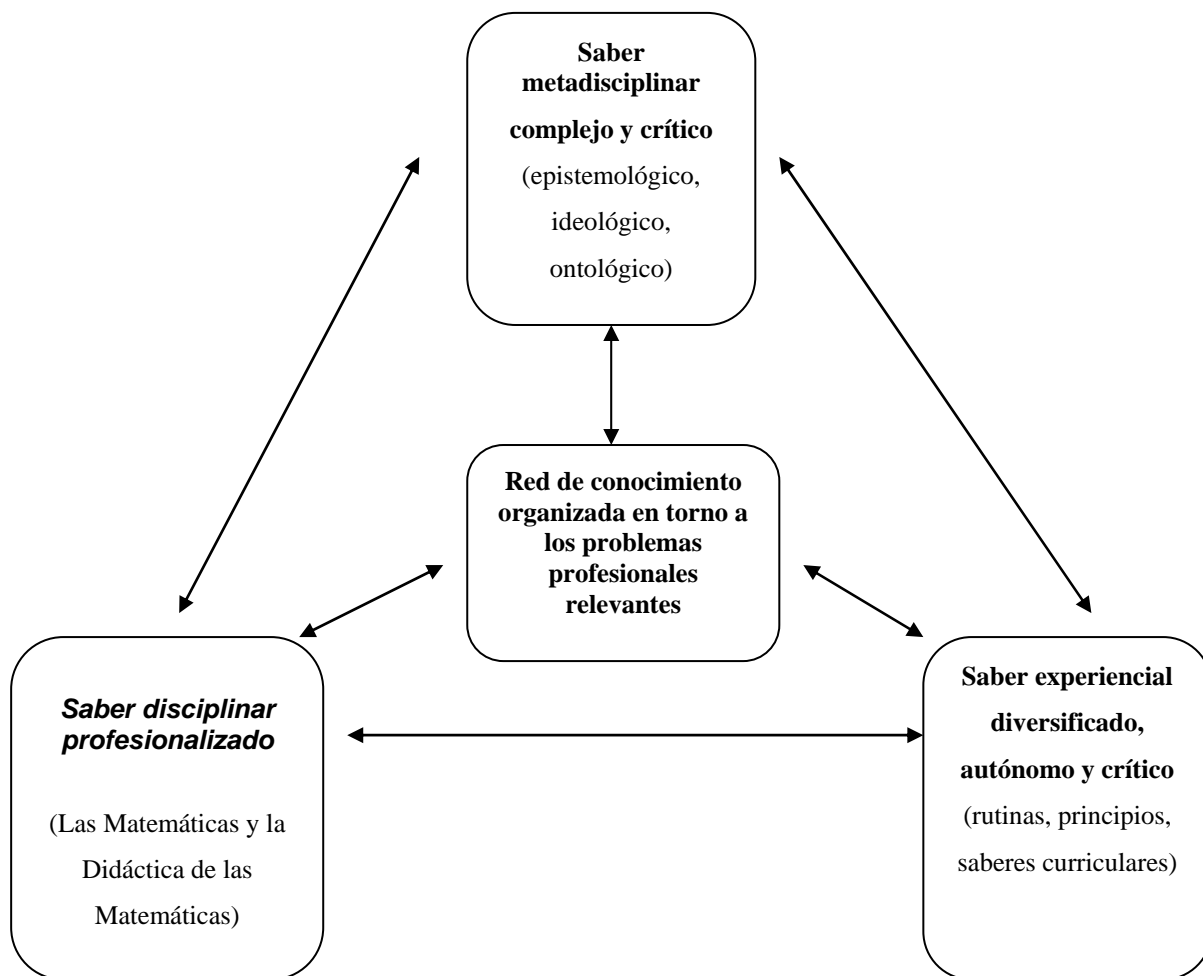 Saber
metadisciplinar
complejo y crítico
(epistemológico,
ideológico,
ontológico)
Red de conocimiento
organizada en torno a
los problemas
profesionales
relevantes
Saber disciplinar
profesionalizado
(Las Matemáticas y la
Didáctica de las
Matemáticas)
Saber experiencial
diversificado,
autónomo y crítico
(rutinas, principios,
saberes curriculares)